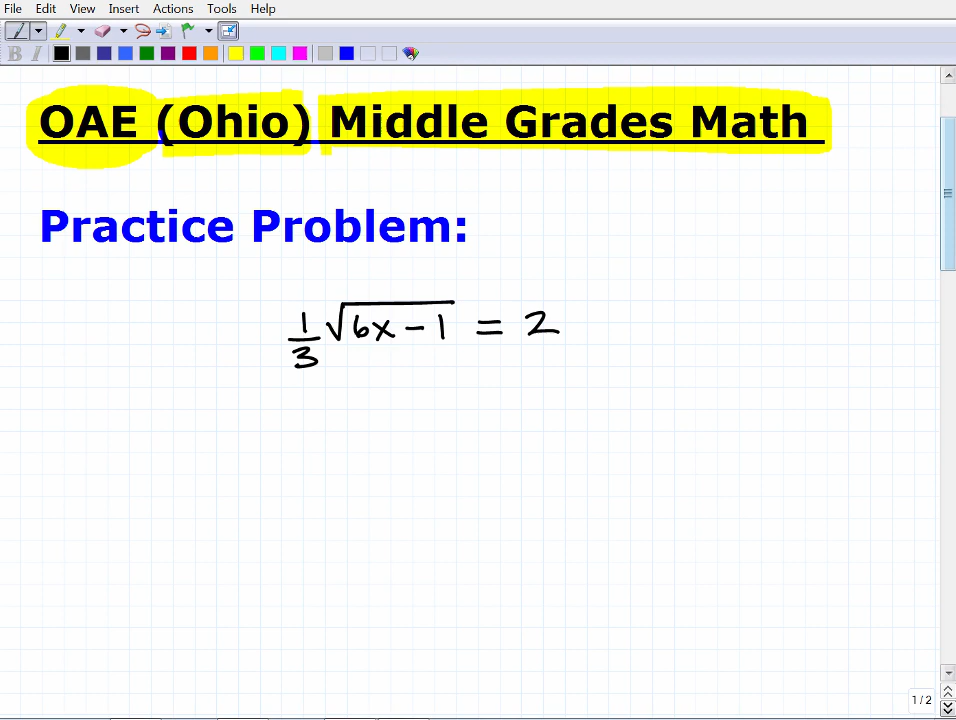 File Edit View Insert Actions Tools Help
B I
OAE (Ohio) Middle Grades Math
Practice Problem:
1/3 √(6x − 1) = 2
1 / 2